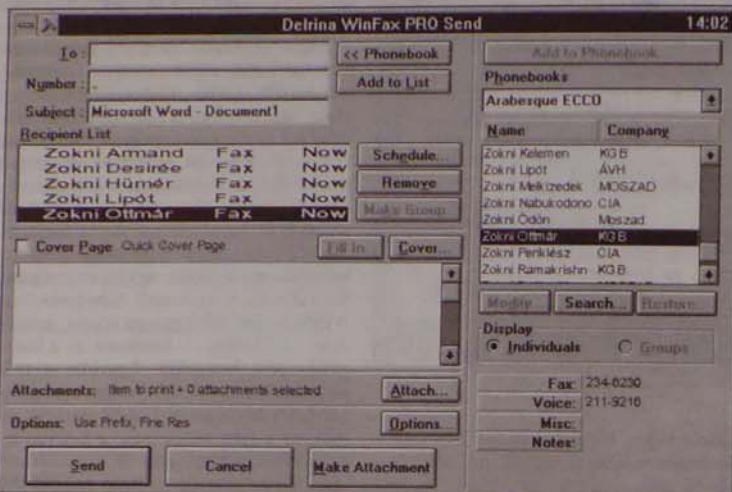 Delrina WinFax PRO Send 14:02
To :
<< Phonebook
Number :
Add to List
Subject : Microsoft Word - Document1
Recipient List
Zokni Armand Fax Now
Zokni Desirée Fax Now
Zokni Hümér Fax Now
Zokni Lipót Fax Now
Zokni Ottmár Fax Now
Schedule...
Remove
Make Group
Cover Page Quick Cover Page
Fill In
Cover...
Attachments: Item to print + 0 attachments selected
Attach...
Options: Use Prefix, Fine Res
Options...
Send Cancel Make Attachment
Add to Phonebook
Phonebooks
Arabesque ECCO
Name Company
Zokni Kelemen KGB
Zokni Lipót ÁVH
Zokni Melkizedek MOSZAD
Zokni Nabukodono CIA
Zokni Ödön Moszad
Zokni Ottmár KGB
Zokni Periklész CIA
Zokni Ramakrishn KGB
Modify Search... Restore...
Display
Individuals Groups
Fax: 234-6230
Voice: 211-9216
Misc:
Notes: